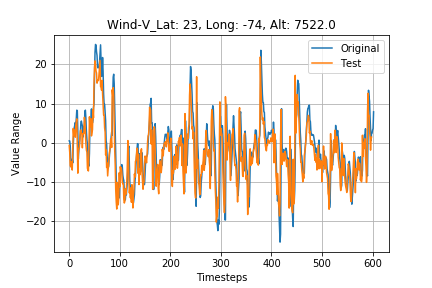 Wind-V_Lat: 23, Long: -74, Alt: 7522.0
Original
Test
Value Range
20
10
0
−10
−20
0 100 200 300 400 500 600
Timesteps